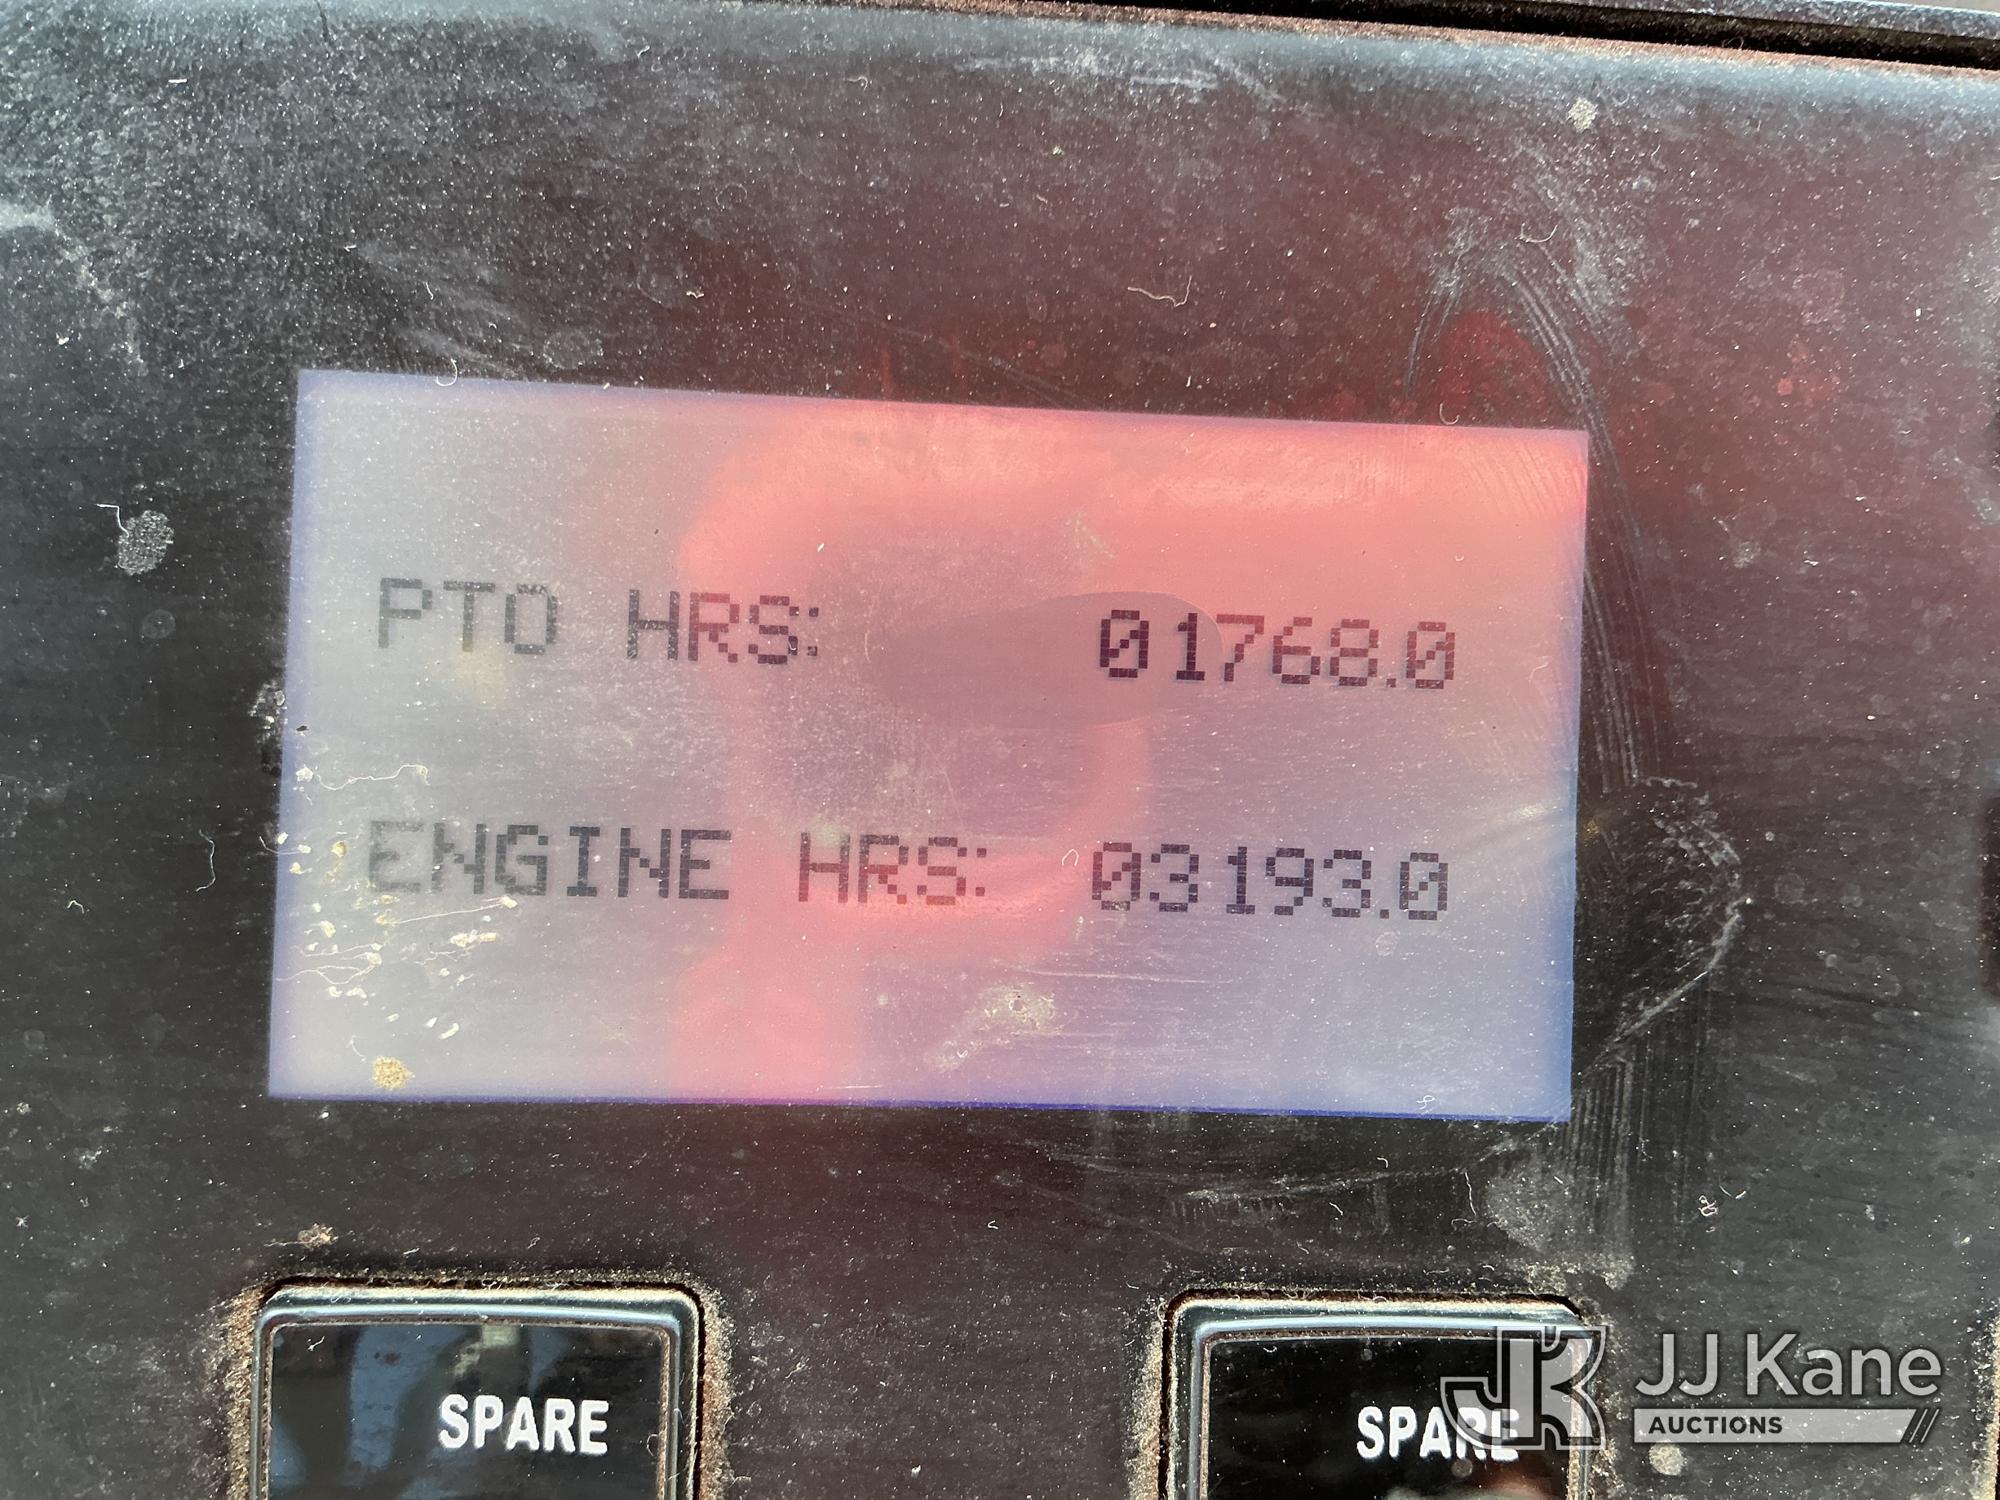 PTO HRS: 01768.0
ENGINE HRS: 03193.0
SPARE SPARE
JJ Kane
AUCTIONS